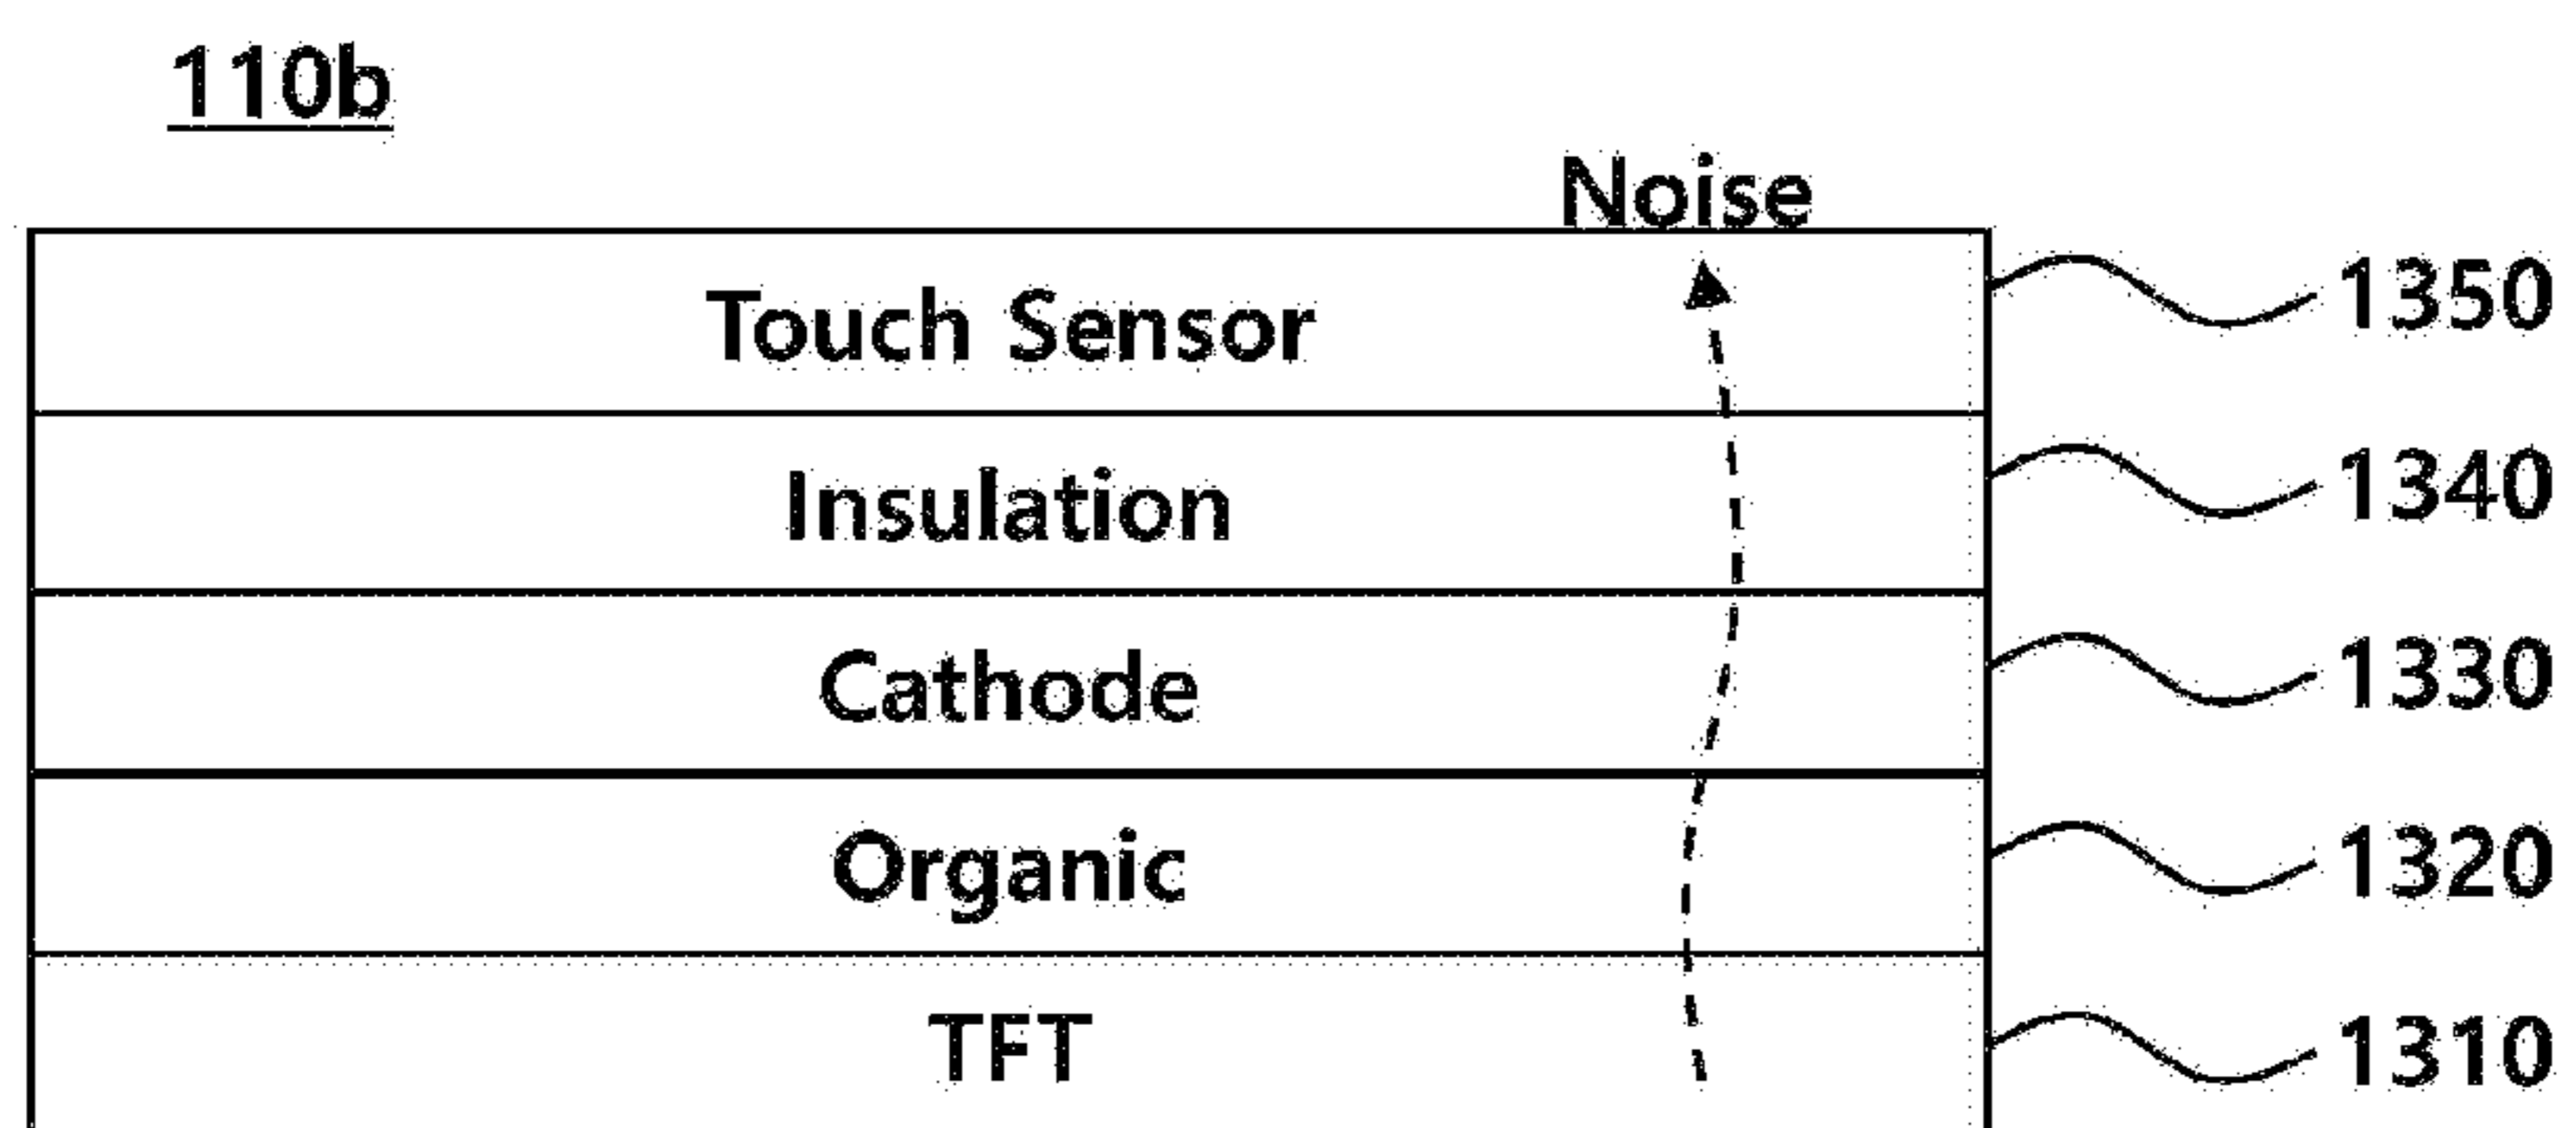 110b
Noise
Touch Sensor 1350
Insulation 1340
Cathode 1330
Organic 1320
TFT 1310